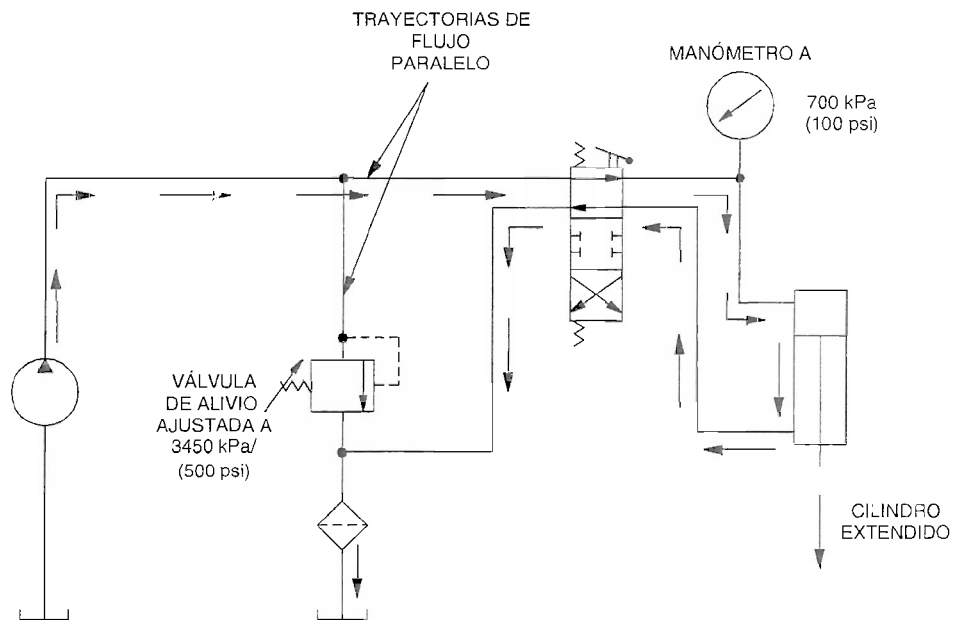 TRAYECTORIAS DE
FLUJO
PARALELO
MANÓMETRO A
700 kPa
(100 psi)
VÁLVULA
DE ALIVIO
AJUSTADA A
3450 kPa/
(500 psi)
CILINDRO
EXTENDIDO